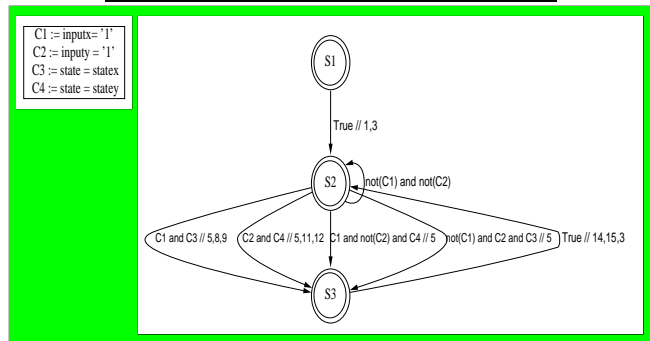 C1 := inputx= '1'
C2 := inputy = '1'
C3 := state = statex
C4 := state = statey
S1
True // 1,3
S2
not(C1) and not(C2)
C1 and C3 // 5,8,9
C2 and C4 // 5,11,12
C1 and not(C2) and C4 // 5
not(C1) and C2 and C3 // 5
True // 14,15,3
S3